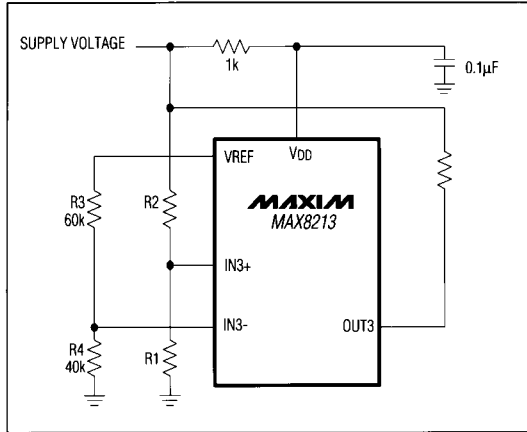 SUPPLY VOLTAGE
1k
0.1µF
VREF
VDD
R3
60k
R2
MAXIM
MAX8213
IN3+
IN3-
OUT3
R4
40k
R1